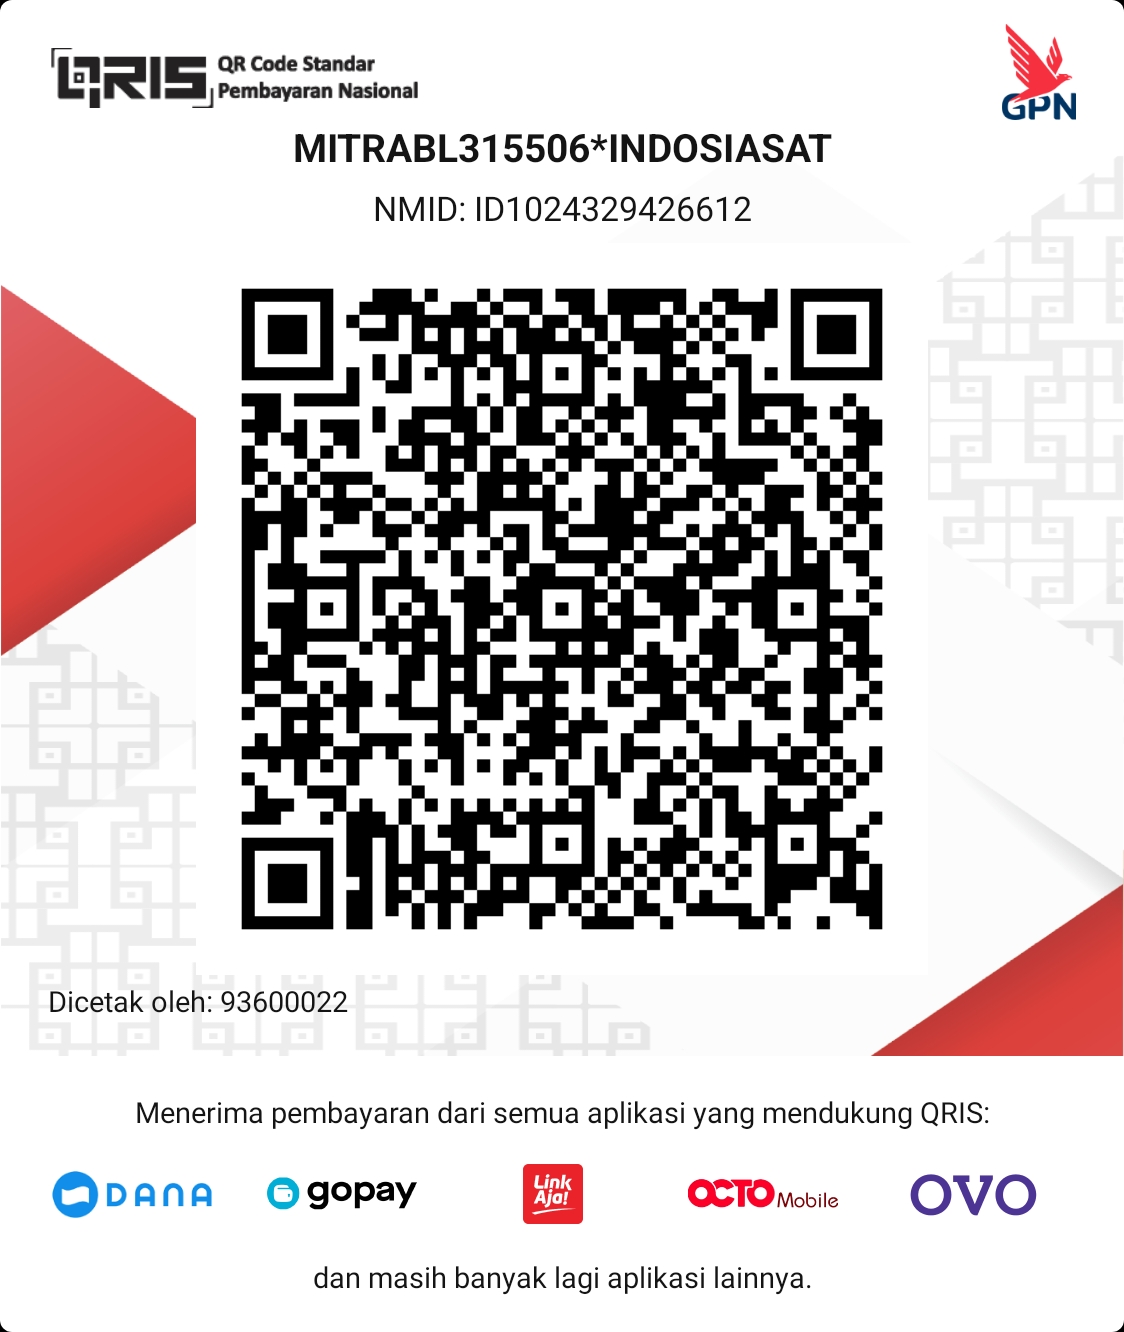 QRIS QR Code Standar
Pembayaran Nasional
GPN
MITRABL315506*INDOSIASAT
NMID: ID1024329426612
Dicetak oleh: 93600022
Menerima pembayaran dari semua aplikasi yang mendukung QRIS:
DANA gopay Link Aja! OCTO Mobile OVO
dan masih banyak lagi aplikasi lainnya.